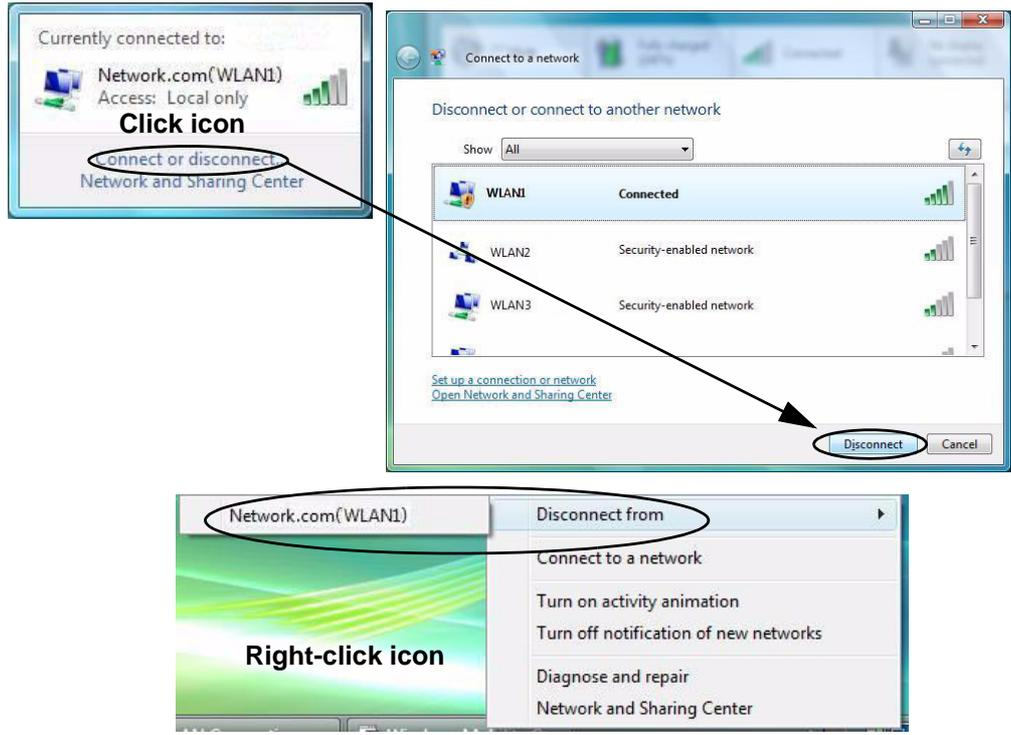 Currently connected to:
Network.com(WLAN1)
Access: Local only
Click icon
Connect or disconnect...
Network and Sharing Center
Connect to a network
Disconnect or connect to another network
Show All
WLAN1 Connected
WLAN2 Security-enabled network
WLAN3 Security-enabled network
Set up a connection or network
Open Network and Sharing Center
Disconnect Cancel
Network.com(WLAN1)
Disconnect from
Connect to a network
Turn on activity animation
Turn off notification of new networks
Right-click icon
Diagnose and repair
Network and Sharing Center